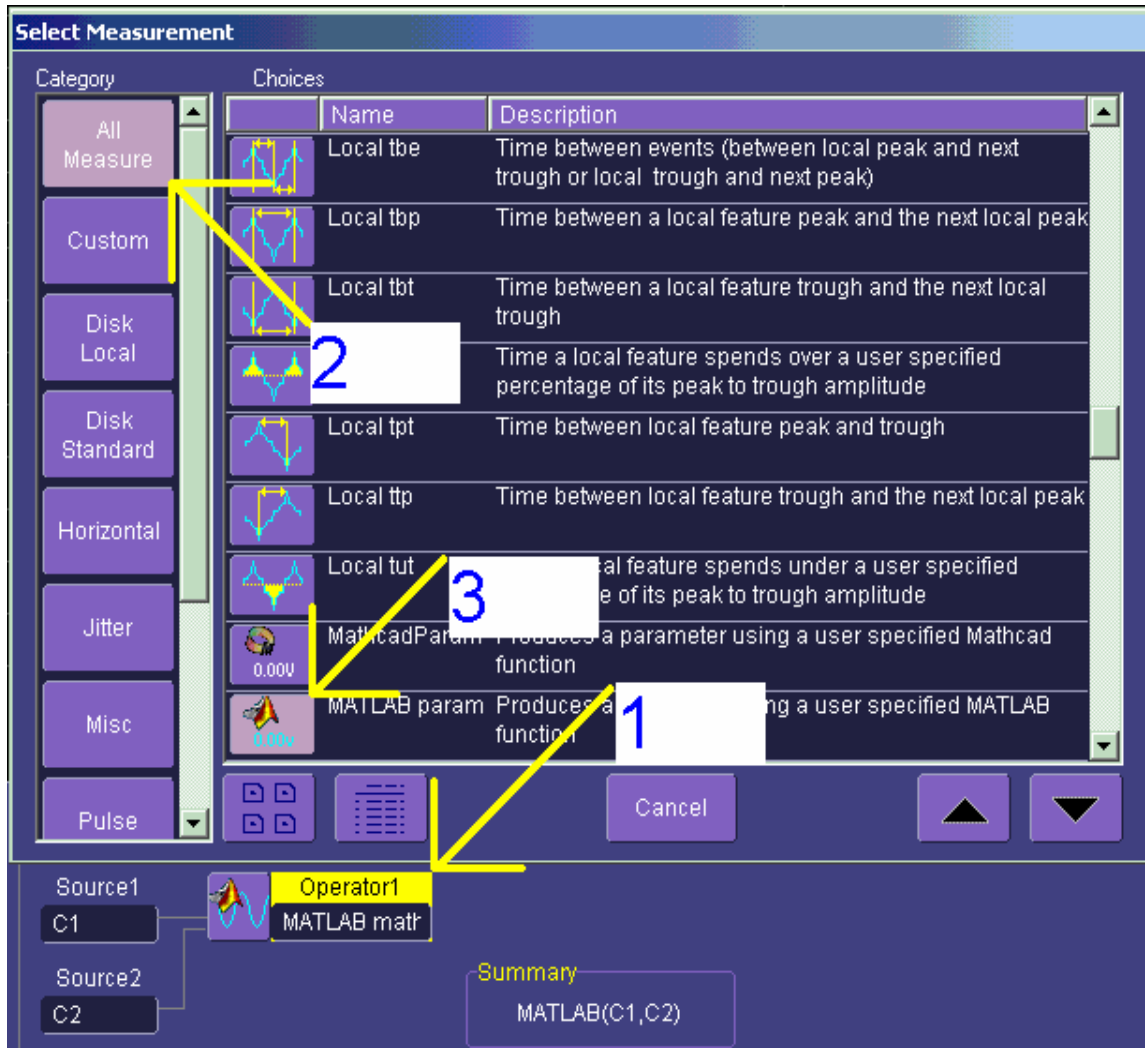 Select Measurement
Category
Choices
All
Measure
Custom
Disk
Local
Disk
Standard
Horizontal
Jitter
Misc
Pulse
Name Description
Local tbe Time between events (between local peak and next
trough or local trough and next peak)
Local tbp Time between a local feature peak and the next local peak
Local tbt Time between a local feature trough and the next local
trough
2
Time a local feature spends over a user specified
percentage of its peak to trough amplitude
Local tpt Time between local feature peak and trough
Local ttp Time between local feature trough and the next local peak
Local tut feature spends under a user specified
3
of its peak to trough amplitude
MathcadParam Produces a parameter using a user specified Mathcad
0.00V
function
MATLAB param Produces a user specified MATLAB
0.00v
function
1
Cancel
Source1
C1
Operator1
MATLAB math
Source2
C2
Summary
MATLAB(C1,C2)